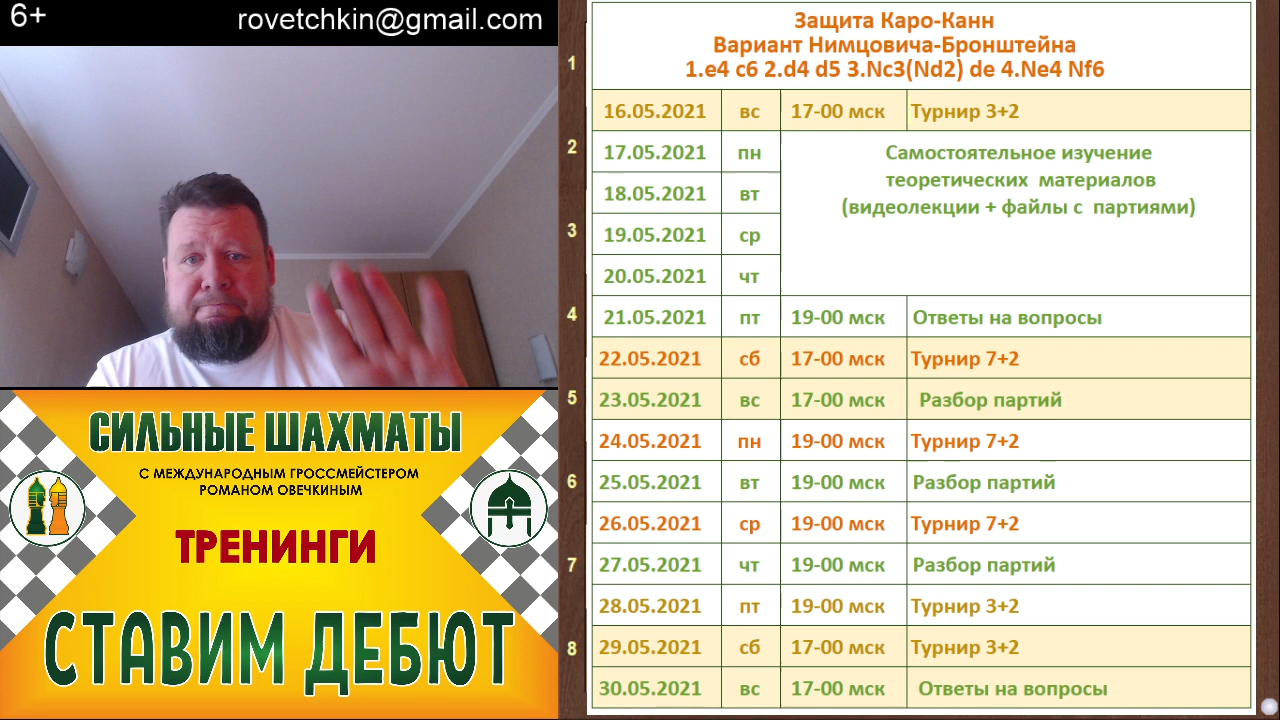 6+
rovetchkin@gmail.com
СИЛЬНЫЕ ШАХМАТЫ
С МЕЖДУНАРОДНЫМ ГРОССМЕЙСТЕРОМ
РОМАНОМ ОВЕЧКИНЫМ
ТРЕНИНГИ
СТАВИМ ДЕБЮТ
1
2
3
4
5
6
7
8
Защита Каро-Канн
Вариант Нимцовича-Бронштейна
1.e4 c6 2.d4 d5 3.Nc3(Nd2) de 4.Ne4 Nf6
16.05.2021 вс 17-00 мск Турнир 3+2
17.05.2021 пн
18.05.2021 вт
19.05.2021 ср
20.05.2021 чт
Самостоятельное изучение
теоретических материалов
(видеолекции + файлы с партиями)
21.05.2021 пт 19-00 мск Ответы на вопросы
22.05.2021 сб 17-00 мск Турнир 7+2
23.05.2021 вс 17-00 мск Разбор партий
24.05.2021 пн 19-00 мск Турнир 7+2
25.05.2021 вт 19-00 мск Разбор партий
26.05.2021 ср 19-00 мск Турнир 7+2
27.05.2021 чт 19-00 мск Разбор партий
28.05.2021 пт 19-00 мск Турнир 3+2
29.05.2021 сб 17-00 мск Турнир 3+2
30.05.2021 вс 17-00 мск Ответы на вопросы